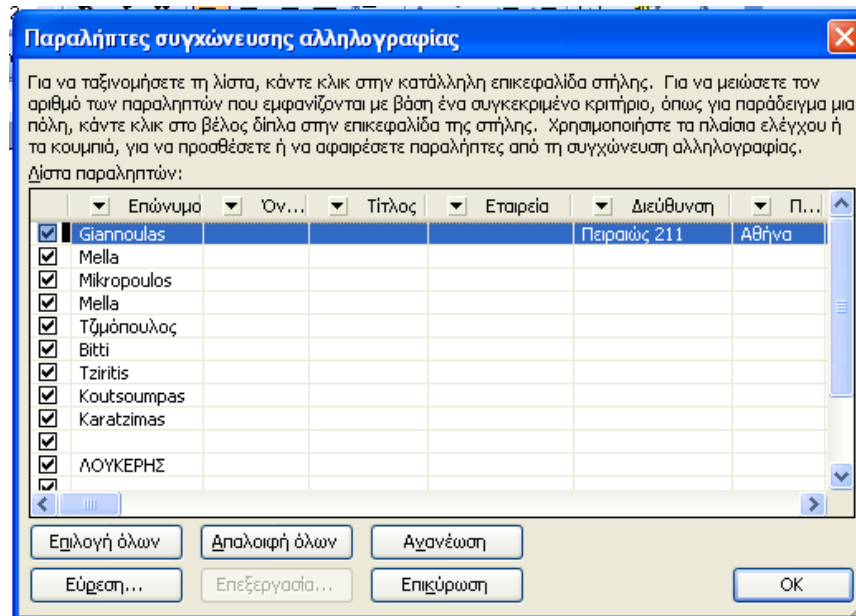 Παραλήπτες συγχώνευσης αλληλογραφίας
Για να ταξινομήσετε τη λίστα, κάντε κλικ στην κατάλληλη επικεφαλίδα στήλης. Για να μειώσετε τον
αριθμό των παραληπτών που εμφανίζονται με βάση ένα συγκεκριμένο κριτήριο, όπως για παράδειγμα μια
πόλη, κάντε κλικ στο βέλος δίπλα στην επικεφαλίδα της στήλης. Χρησιμοποιήστε τα πλαίσια ελέγχου ή
τα κουμπιά, για να προσθέσετε ή να αφαιρέσετε παραλήπτες από τη συγχώνευση αλληλογραφίας.
Λίστα παραληπτών:
Επώνυμο Όν... Τίτλος Εταιρεία Διεύθυνση Π...
Giannoulas Πειραιώς 211 Αθήνα
Mella
Mikropoulos
Mella
Τζιμόπουλος
Bitti
Tziritis
Koutsoumpas
Karatzimas
ΛΟΥΚΕΡΗΣ
Επιλογή όλων Απαλοιφή όλων Ανανέωση
Εύρεση... Επεξεργασία... Επικύρωση OK